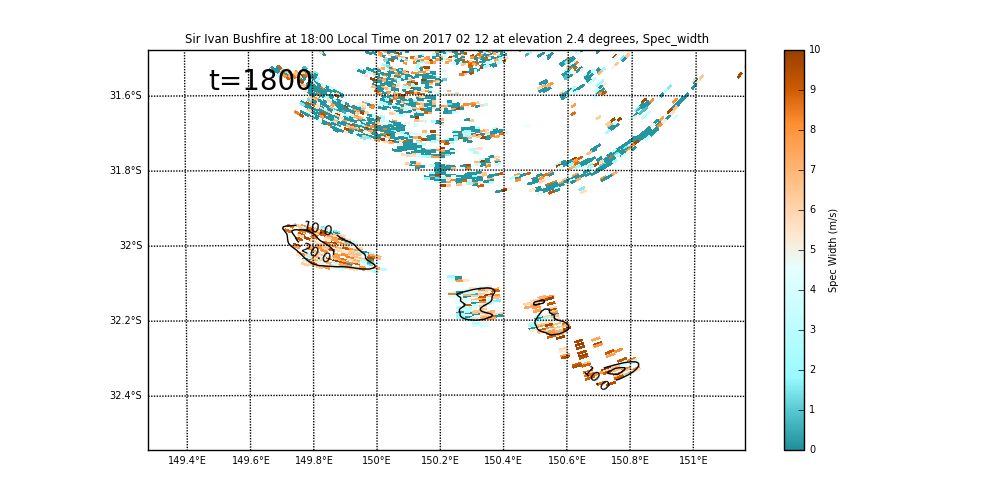 Sir Ivan Bushfire at 18:00 Local Time on 2017 02 12 at elevation 2.4 degrees, Spec_width
t=1800
31.6°S
31.8°S
32°S
32.2°S
32.4°S
149.4°E 149.6°E 149.8°E 150°E 150.2°E 150.4°E 150.6°E 150.8°E 151°E
10.0
20.0
10
9
8
7
6
5
4
3
2
1
0
Spec Width (m/s)